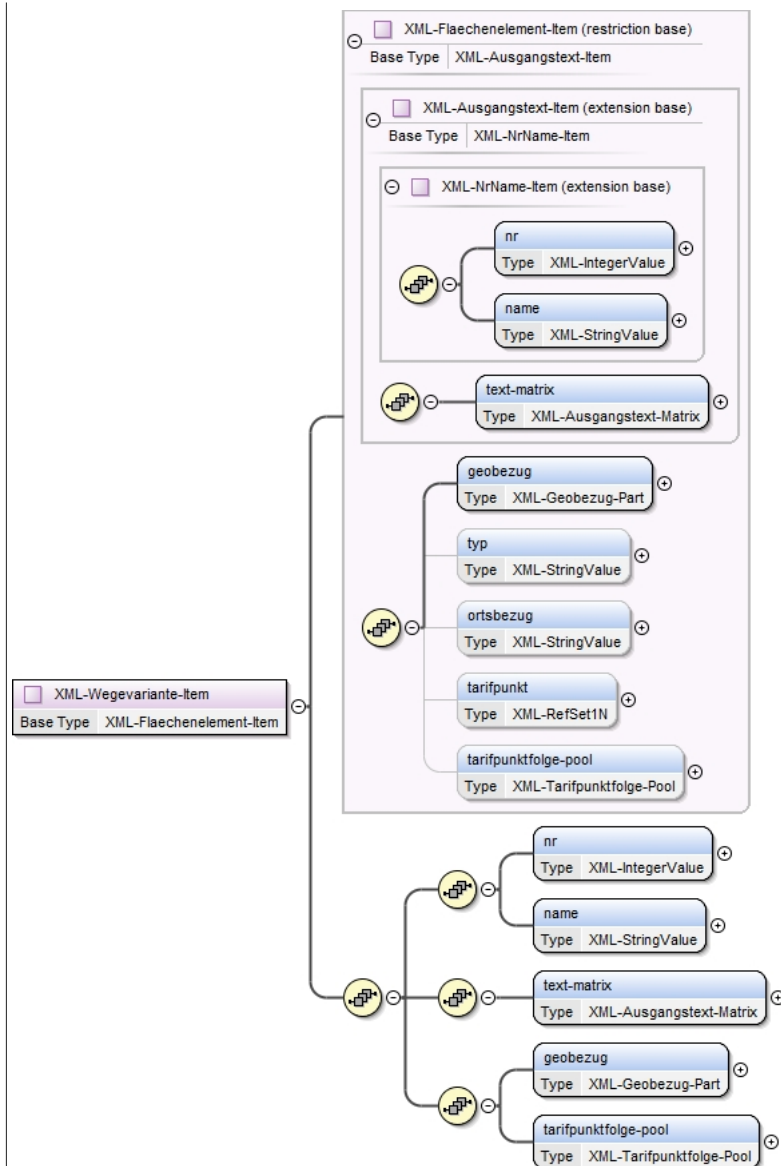 XML-Flaechenelement-Item (restriction base)
Base Type XML-Ausgangstext-Item
XML-Ausgangstext-Item (extension base)
Base Type XML-NrName-Item
XML-NrName-Item (extension base)
nr
Type XML-IntegerValue
name
Type XML-StringValue
text-matrix
Type XML-Ausgangstext-Matrix
geobezug
Type XML-Geobezug-Part
typ
Type XML-StringValue
ortsbezug
Type XML-StringValue
tarifpunkt
Type XML-RefSet1N
tarifpunktfolge-pool
Type XML-Tarifpunktfolge-Pool
XML-Wegevariante-Item
Base Type XML-Flaechenelement-Item
nr
Type XML-IntegerValue
name
Type XML-StringValue
text-matrix
Type XML-Ausgangstext-Matrix
geobezug
Type XML-Geobezug-Part
tarifpunktfolge-pool
Type XML-Tarifpunktfolge-Pool